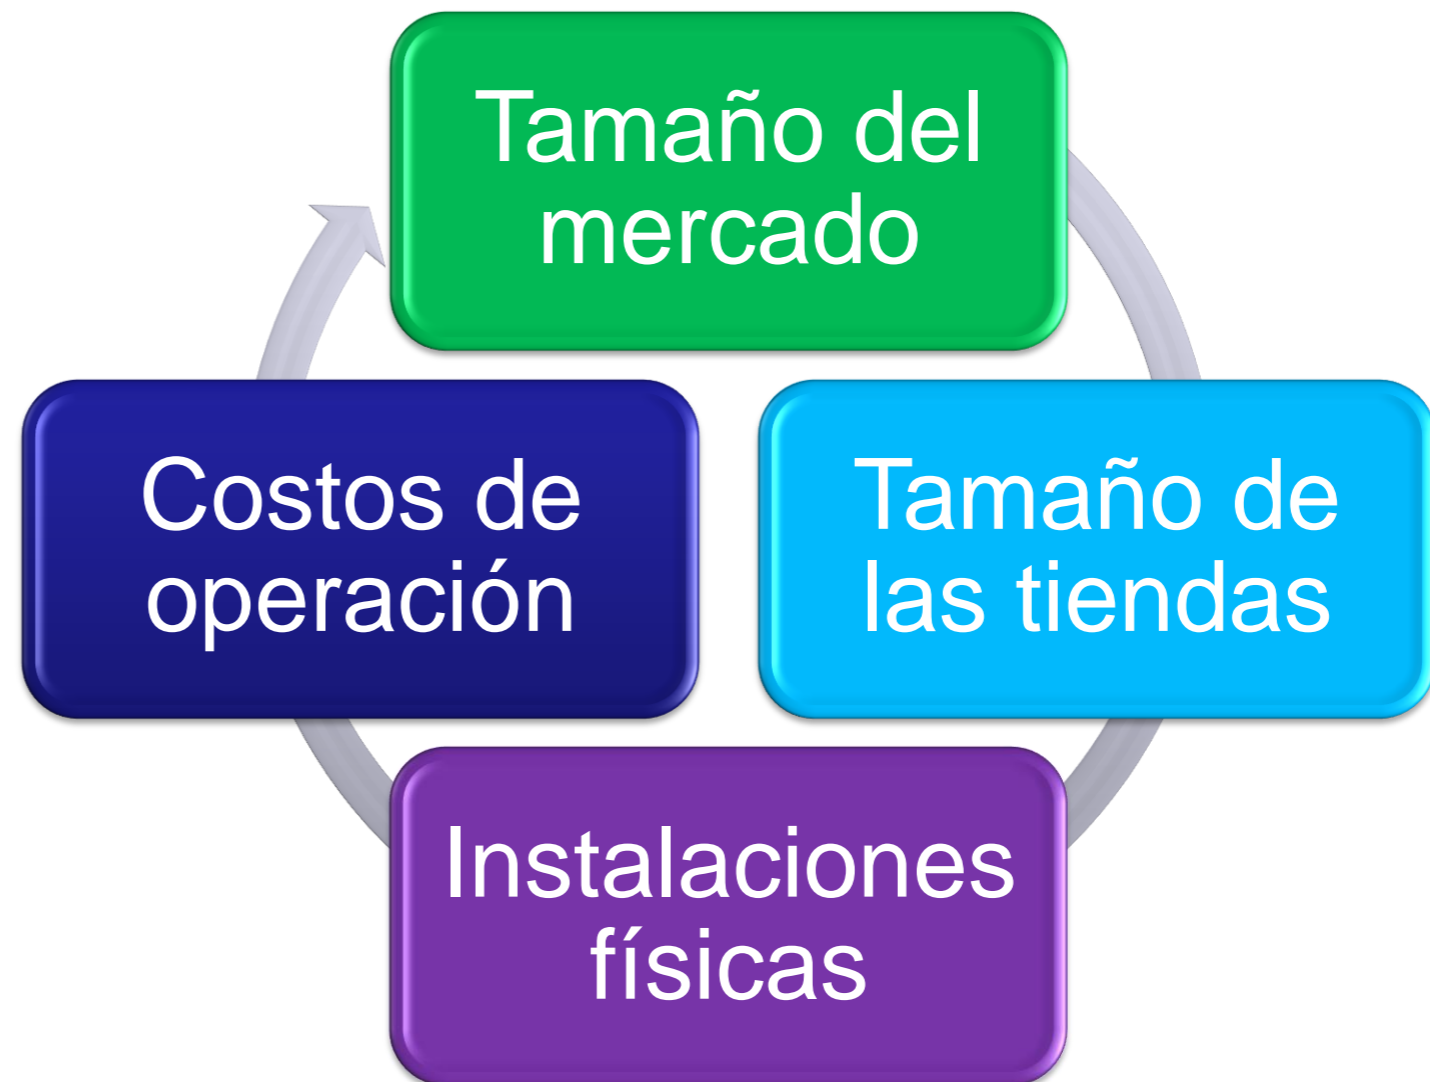 Tamaño del
mercado
Tamaño de
las tiendas
Instalaciones
físicas
Costos de
operación